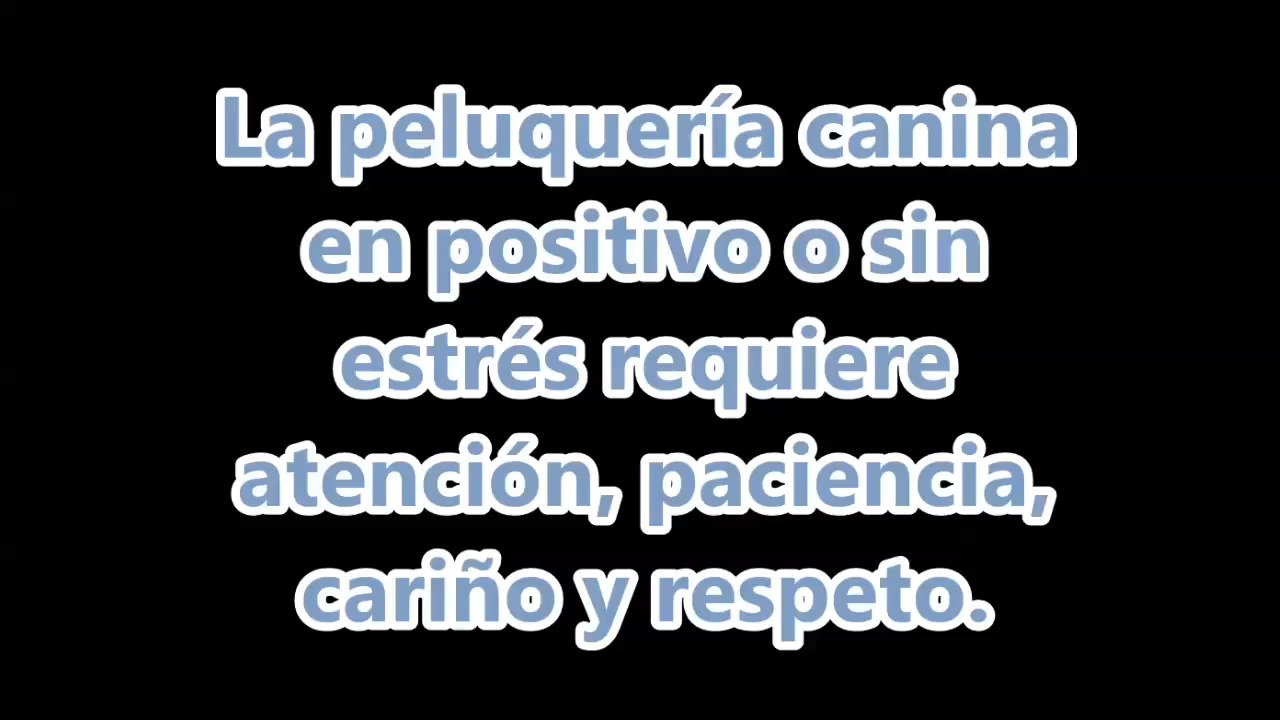 La peluquería canina
en positivo o sin
estrés requiere
atención, paciencia,
cariño y respeto.